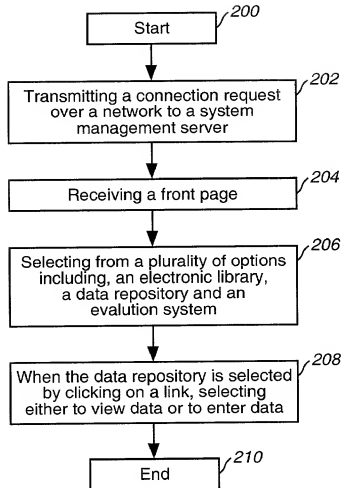 200
Start
202
Transmitting a connection request
over a network to a system
management server
204
Receiving a front page
206
Selecting from a plurality of options
including, an electronic library,
a data repository and an
evalution system
208
When the data repository is selected
by clicking on a link, selecting
either to view data or to enter data
210
End